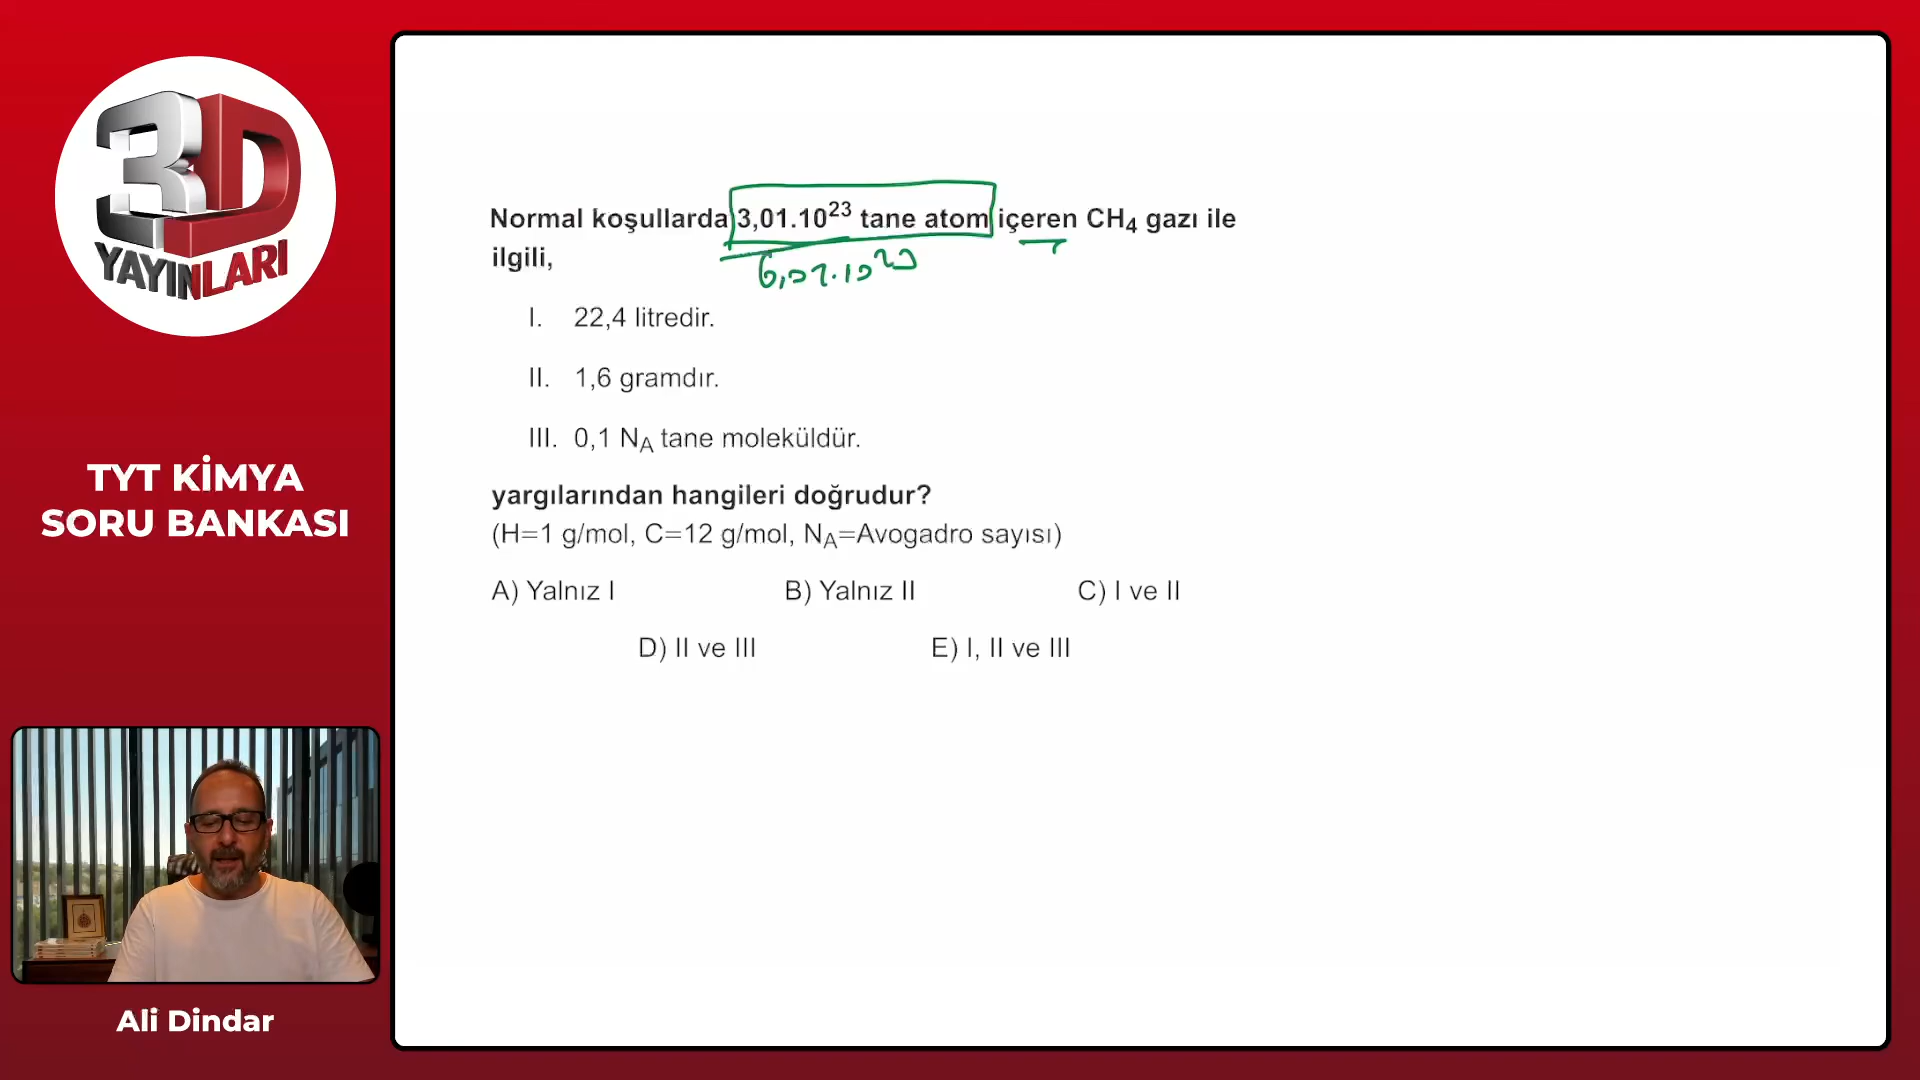 3D
YAYINLARI
TYT KİMYA
SORU BANKASI
Ali Dindar
Normal koşullarda 3,01.10²³ tane atom içeren CH₄ gazı ile
ilgili,
6,02.10²³
I. 22,4 litredir.
II. 1,6 gramdır.
III. 0,1 N_A tane moleküldür.
yargılarından hangileri doğrudur?
(H=1 g/mol, C=12 g/mol, N_A=Avogadro sayısı)
A) Yalnız I B) Yalnız II C) I ve II
D) II ve III E) I, II ve III